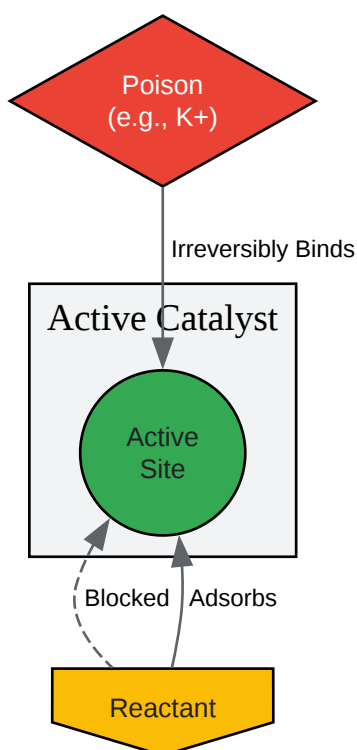 Poison
(e.g., K+)
Irreversibly Binds
Active Catalyst
Active
Site
Blocked
Adsorbs
Reactant